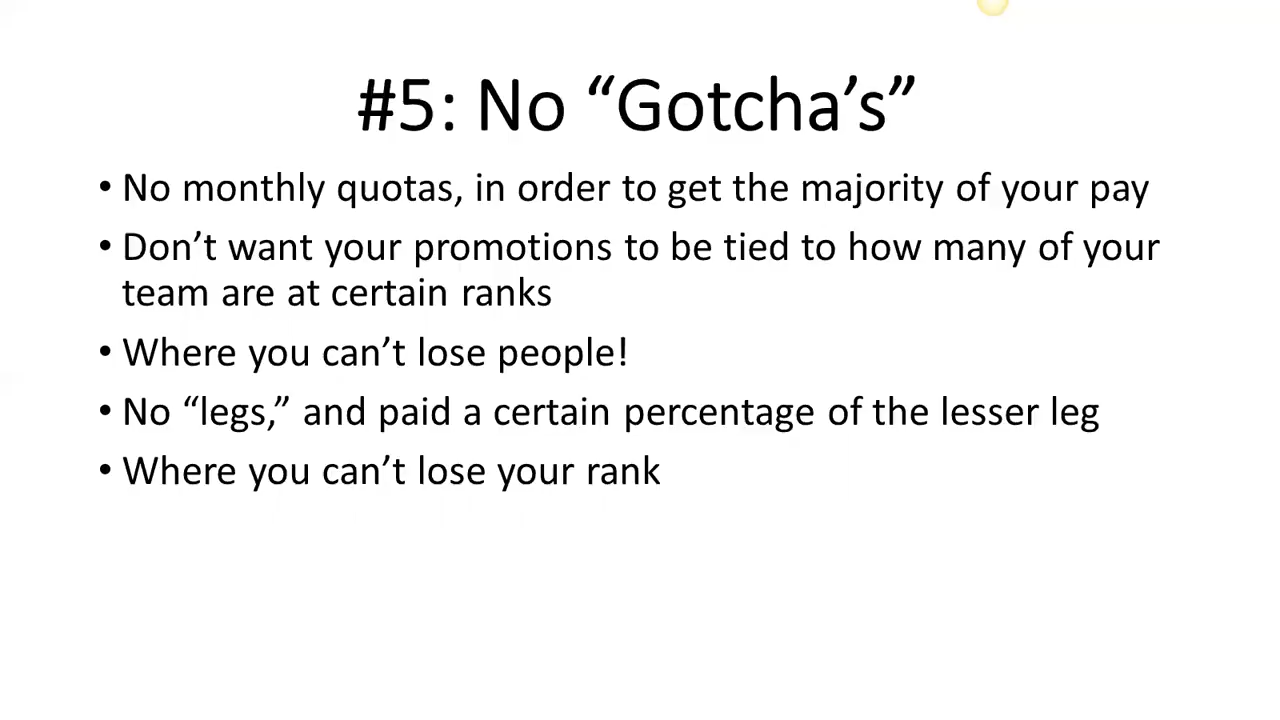 #5: No “Gotcha’s”
• No monthly quotas, in order to get the majority of your pay
• Don’t want your promotions to be tied to how many of your
team are at certain ranks
• Where you can’t lose people!
• No “legs,” and paid a certain percentage of the lesser leg
• Where you can’t lose your rank